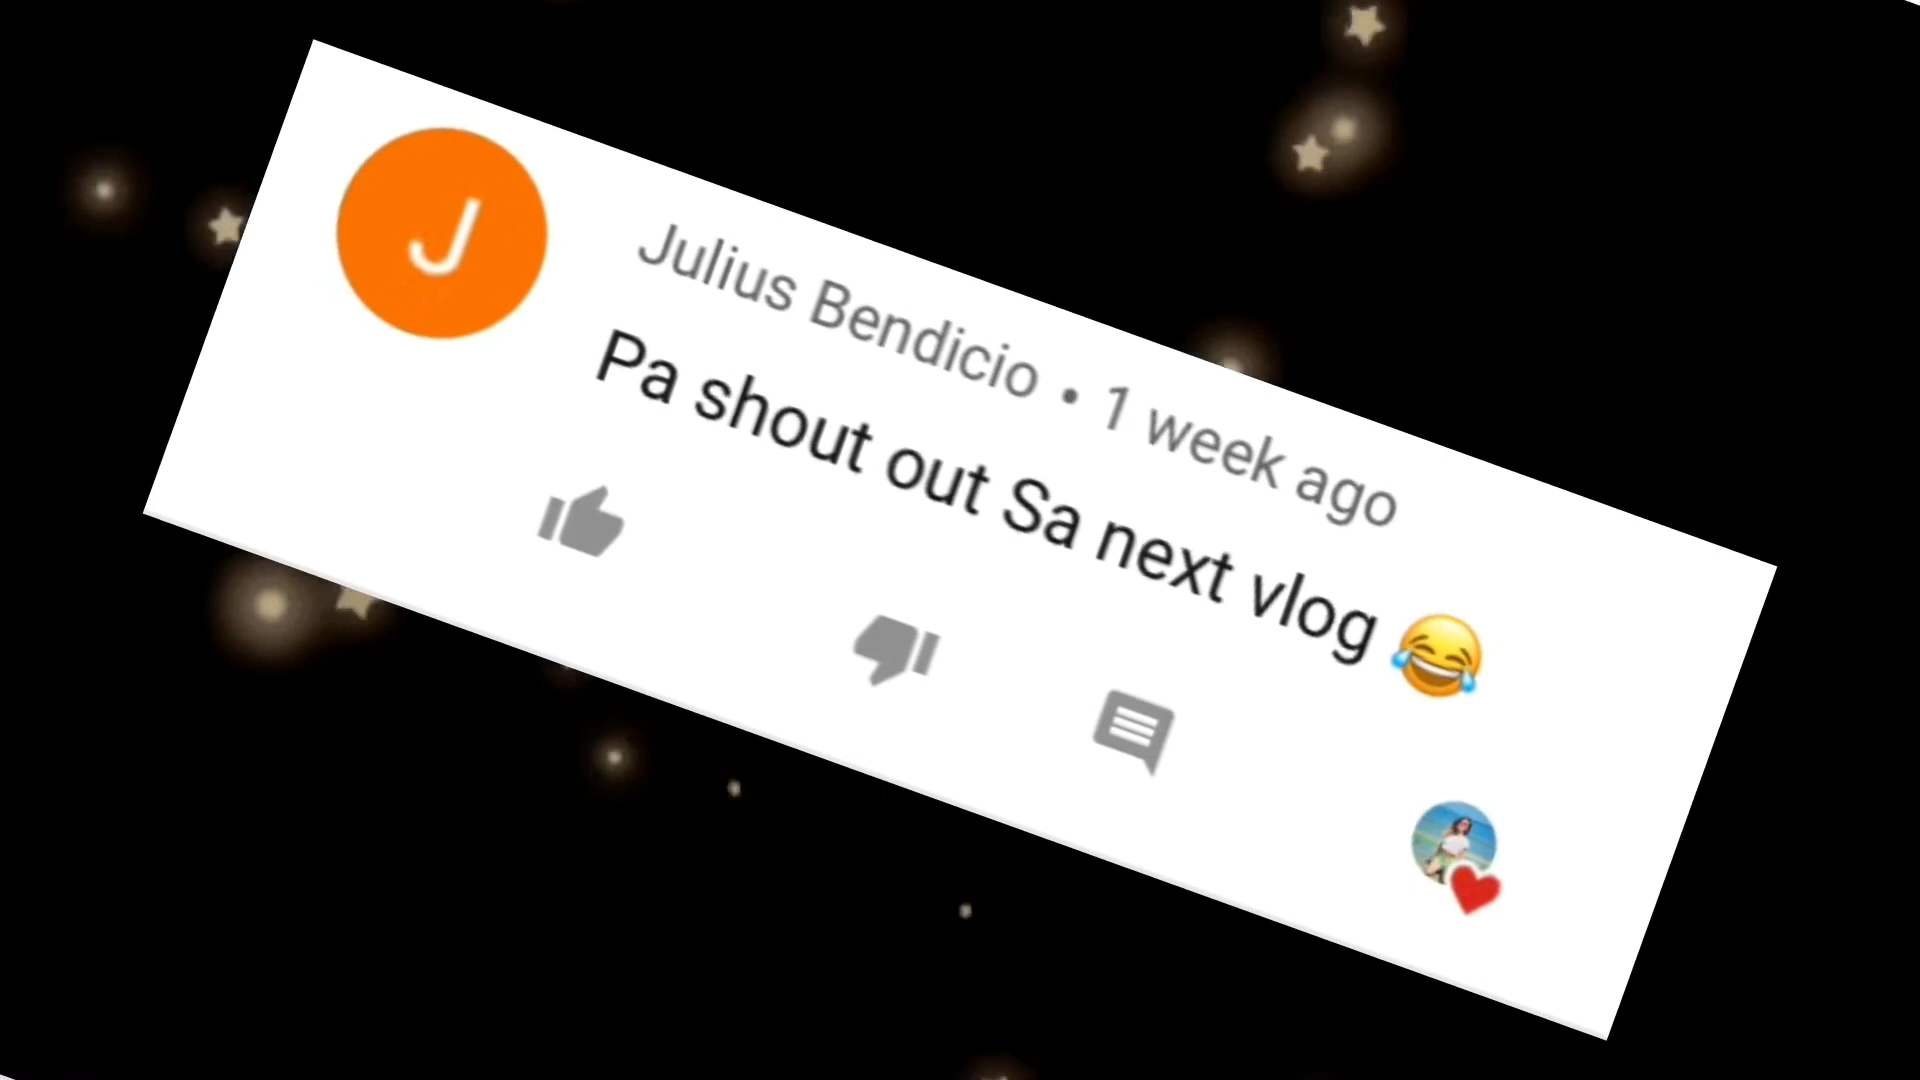 J
Julius Bendicio • 1 week ago
Pa shout out Sa next vlog 😂